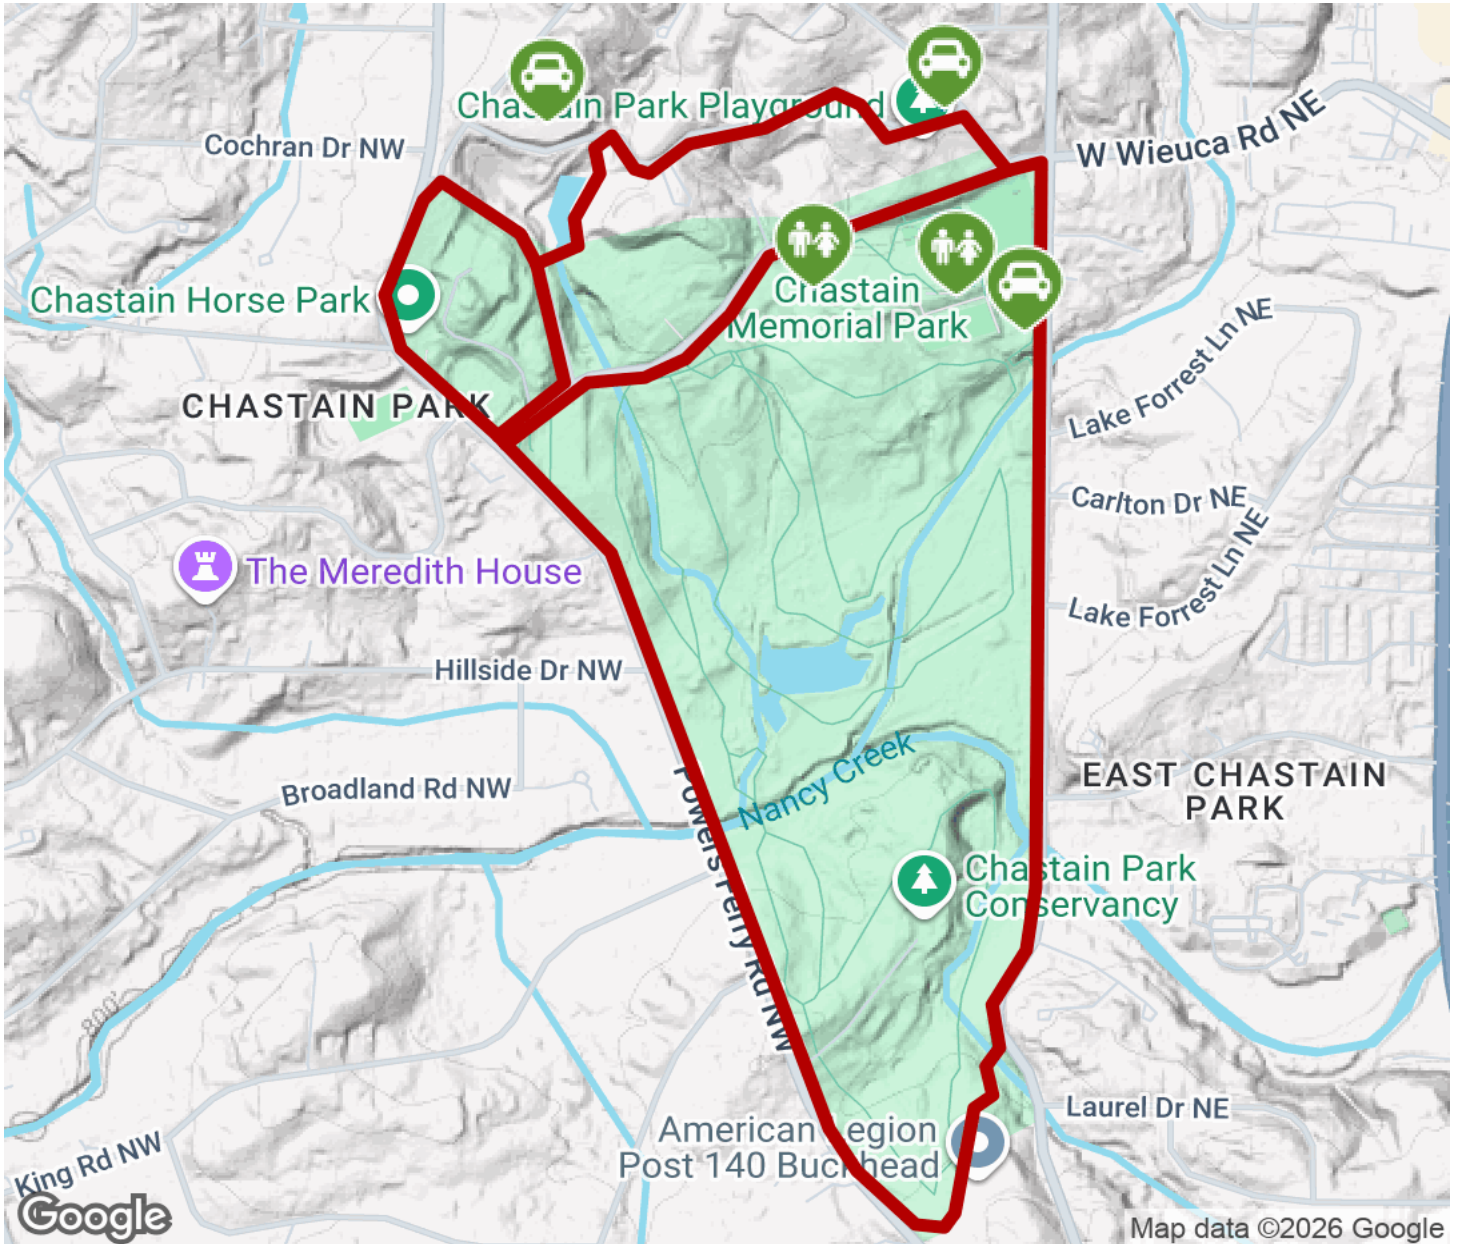 Chastain Park Playground
Cochran Dr NW
W Wieuca Rd NE
Chastain Horse Park
Chastain
Memorial Park
Lake Forrest Ln NE
CHASTAIN PARK
Carlton Dr NE
The Meredith House
Lake Forrest Ln NE
Hillside Dr NW
Nancy Creek
Broadland Rd NW
EAST CHASTAIN
PARK
Powers Ferry Rd NW
Chastain Park
Conservancy
800'
Laurel Dr NE
American Legion
Post 140 Buckhead
King Rd NW
Google
Map data ©2026 Google